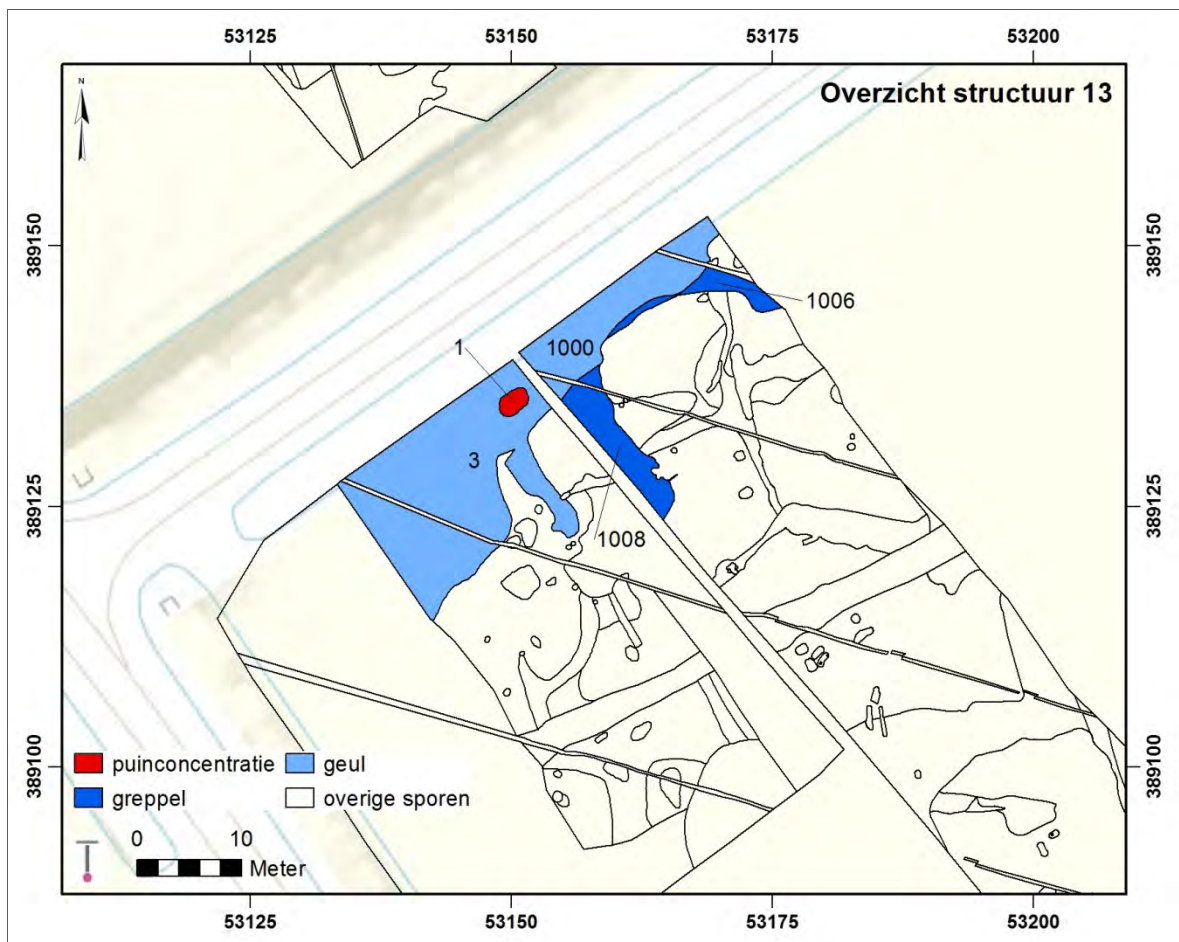 53125 53150 53175 53200
N
Overzicht structuur 13
389150 389150
1006
1000
1
3
389125 389125
1008
puinconcentratie geul
greppel overige sporen
389100 389100
0 10
Meter
53125 53150 53175 53200